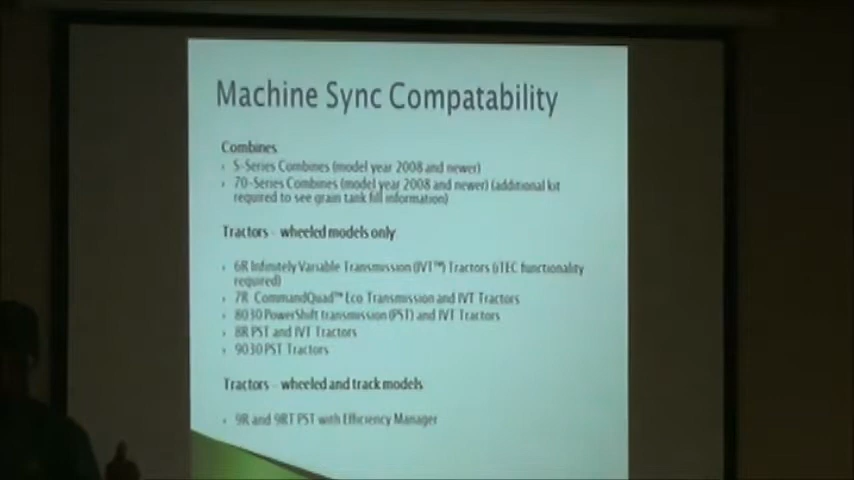 Machine Sync Compatability
Combines
S-Series Combines (model year 2008 and newer)
70-Series Combines (model year 2008 and newer) (additional kit
required to see grain tank fill information)
Tractors - wheeled models only
6R Infinitely Variable Transmission (IVT™) Tractors (iTEC functionality
required)
7R CommandQuad™ Eco Transmission and IVT Tractors
8030 PowerShift transmission (PST) and IVT Tractors
8R PST and IVT Tractors
9030 PST Tractors
Tractors - wheeled and track models
9R and 9RT PST with Efficiency Manager